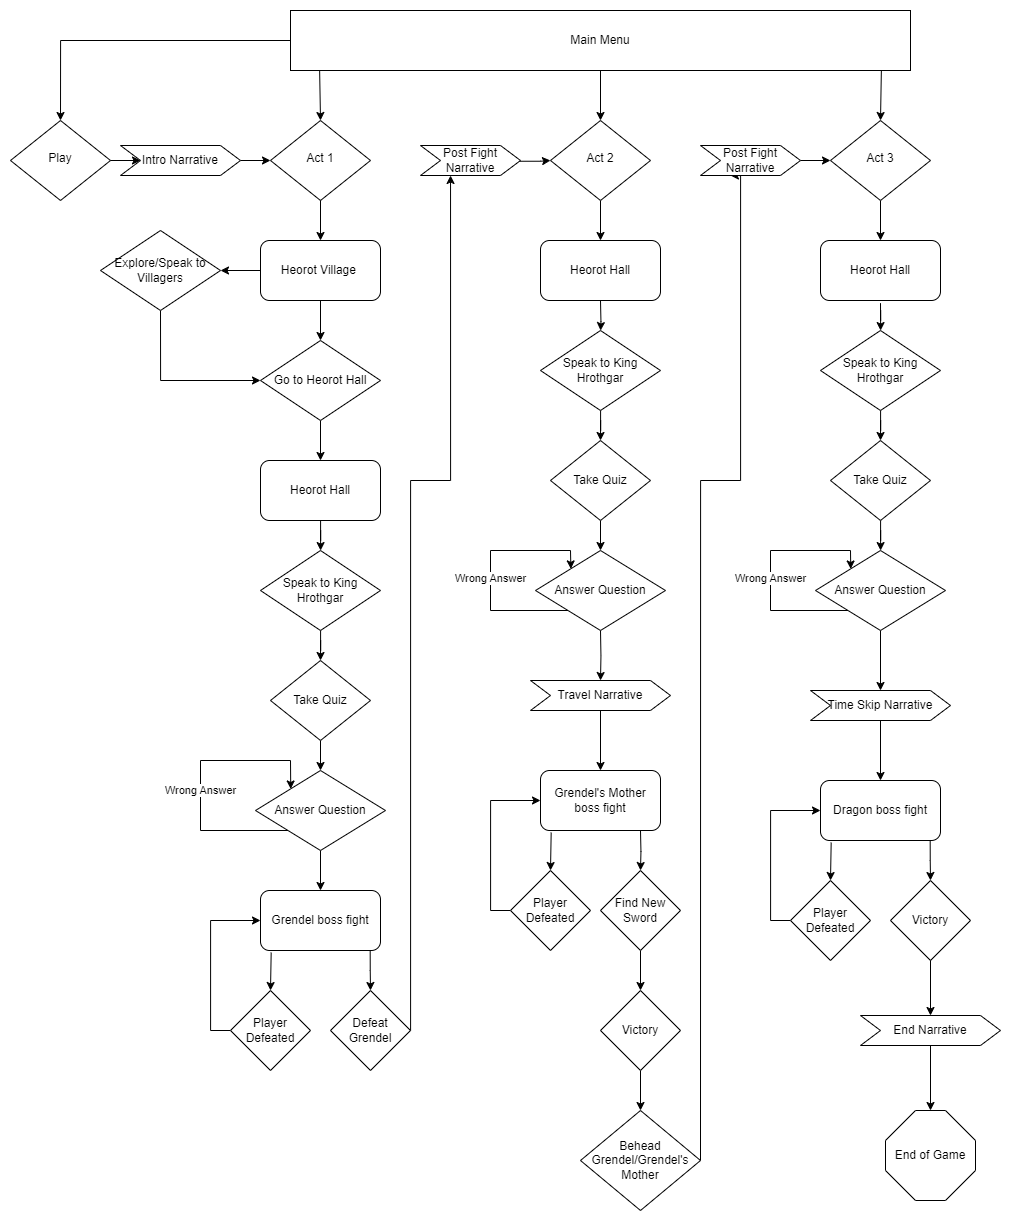 Main Menu
Play
Intro Narrative
Act 1
Post Fight
Narrative
Act 2
Post Fight
Narrative
Act 3
Explore/Speak to
Villagers
Heorot Village
Heorot Hall
Heorot Hall
Go to Heorot Hall
Speak to King
Hrothgar
Speak to King
Hrothgar
Heorot Hall
Take Quiz
Take Quiz
Speak to King
Hrothgar
Wrong Answer
Answer Question
Wrong Answer
Answer Question
Take Quiz
Travel Narrative
Time Skip Narrative
Wrong Answer
Answer Question
Grendel's Mother
boss fight
Dragon boss fight
Grendel boss fight
Player
Defeated
Find New
Sword
Player
Defeated
Victory
Player
Defeated
Defeat
Grendel
Victory
End Narrative
Behead
Grendel/Grendel's
Mother
End of Game